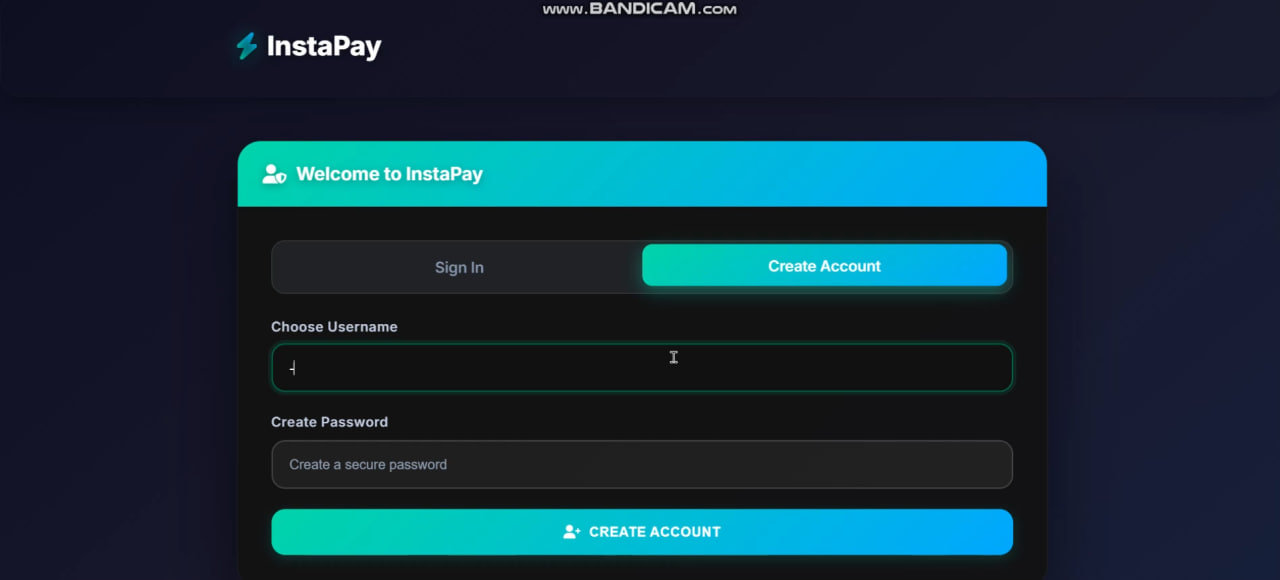 www.BANDICAM.com
InstaPay
Welcome to InstaPay
Sign In
Create Account
Choose Username
-
Create Password
Create a secure password
CREATE ACCOUNT